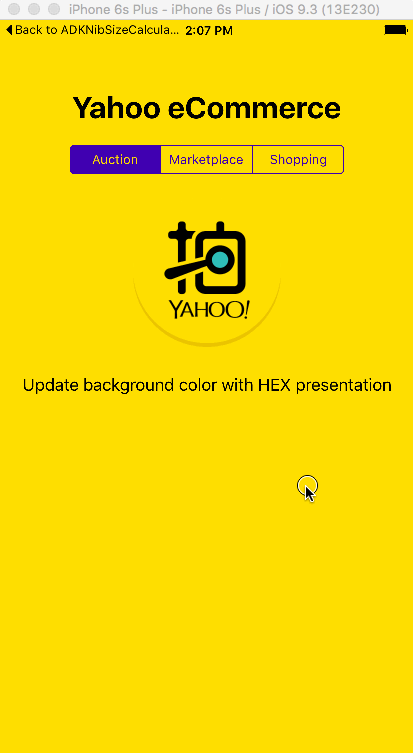 iPhone 6s Plus - iPhone 6s Plus / iOS 9.3 (13E230)
Back to ADKNibSizeCalcula... 2:07 PM
Yahoo eCommerce
Auction Marketplace Shopping
拍
YAHOO!
Update background color with HEX presentation